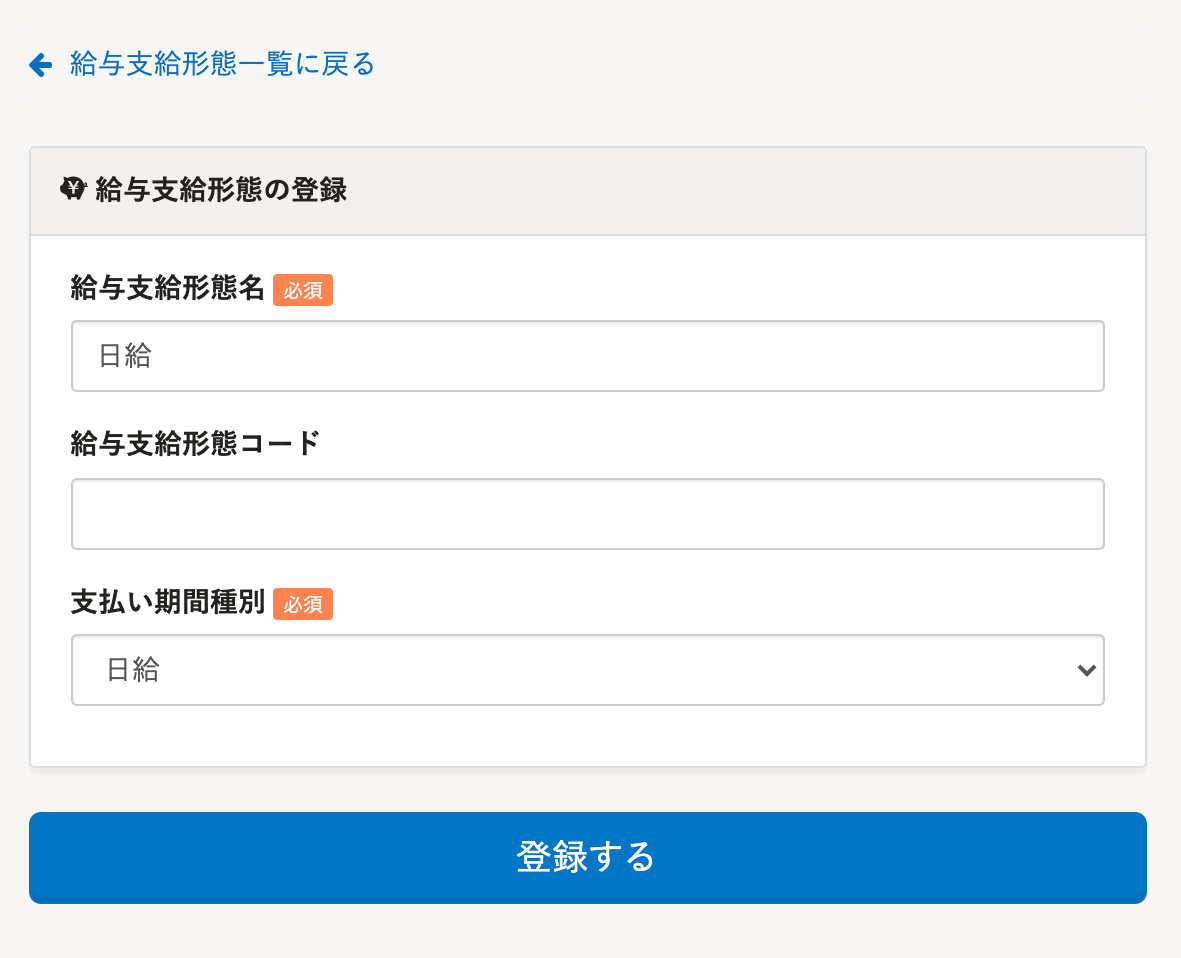 給与支給形態一覧に戻る
給与支給形態の登録
給与支給形態名 必須
日給
給与支給形態コード
支払い期間種別 必須
日給
登録する